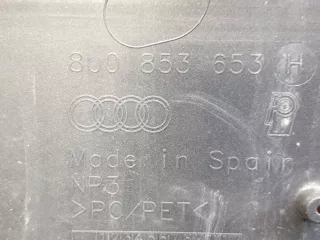 8U0 853 653 H
Made in Spain
NP3
>PC/PET<